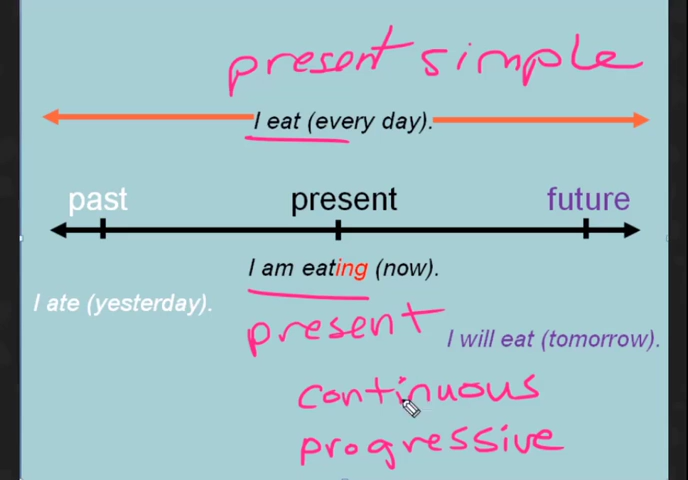 present simple
I eat (every day).
past present future
I am eating (now).
I ate (yesterday).
present
I will eat (tomorrow).
continuous
progressive